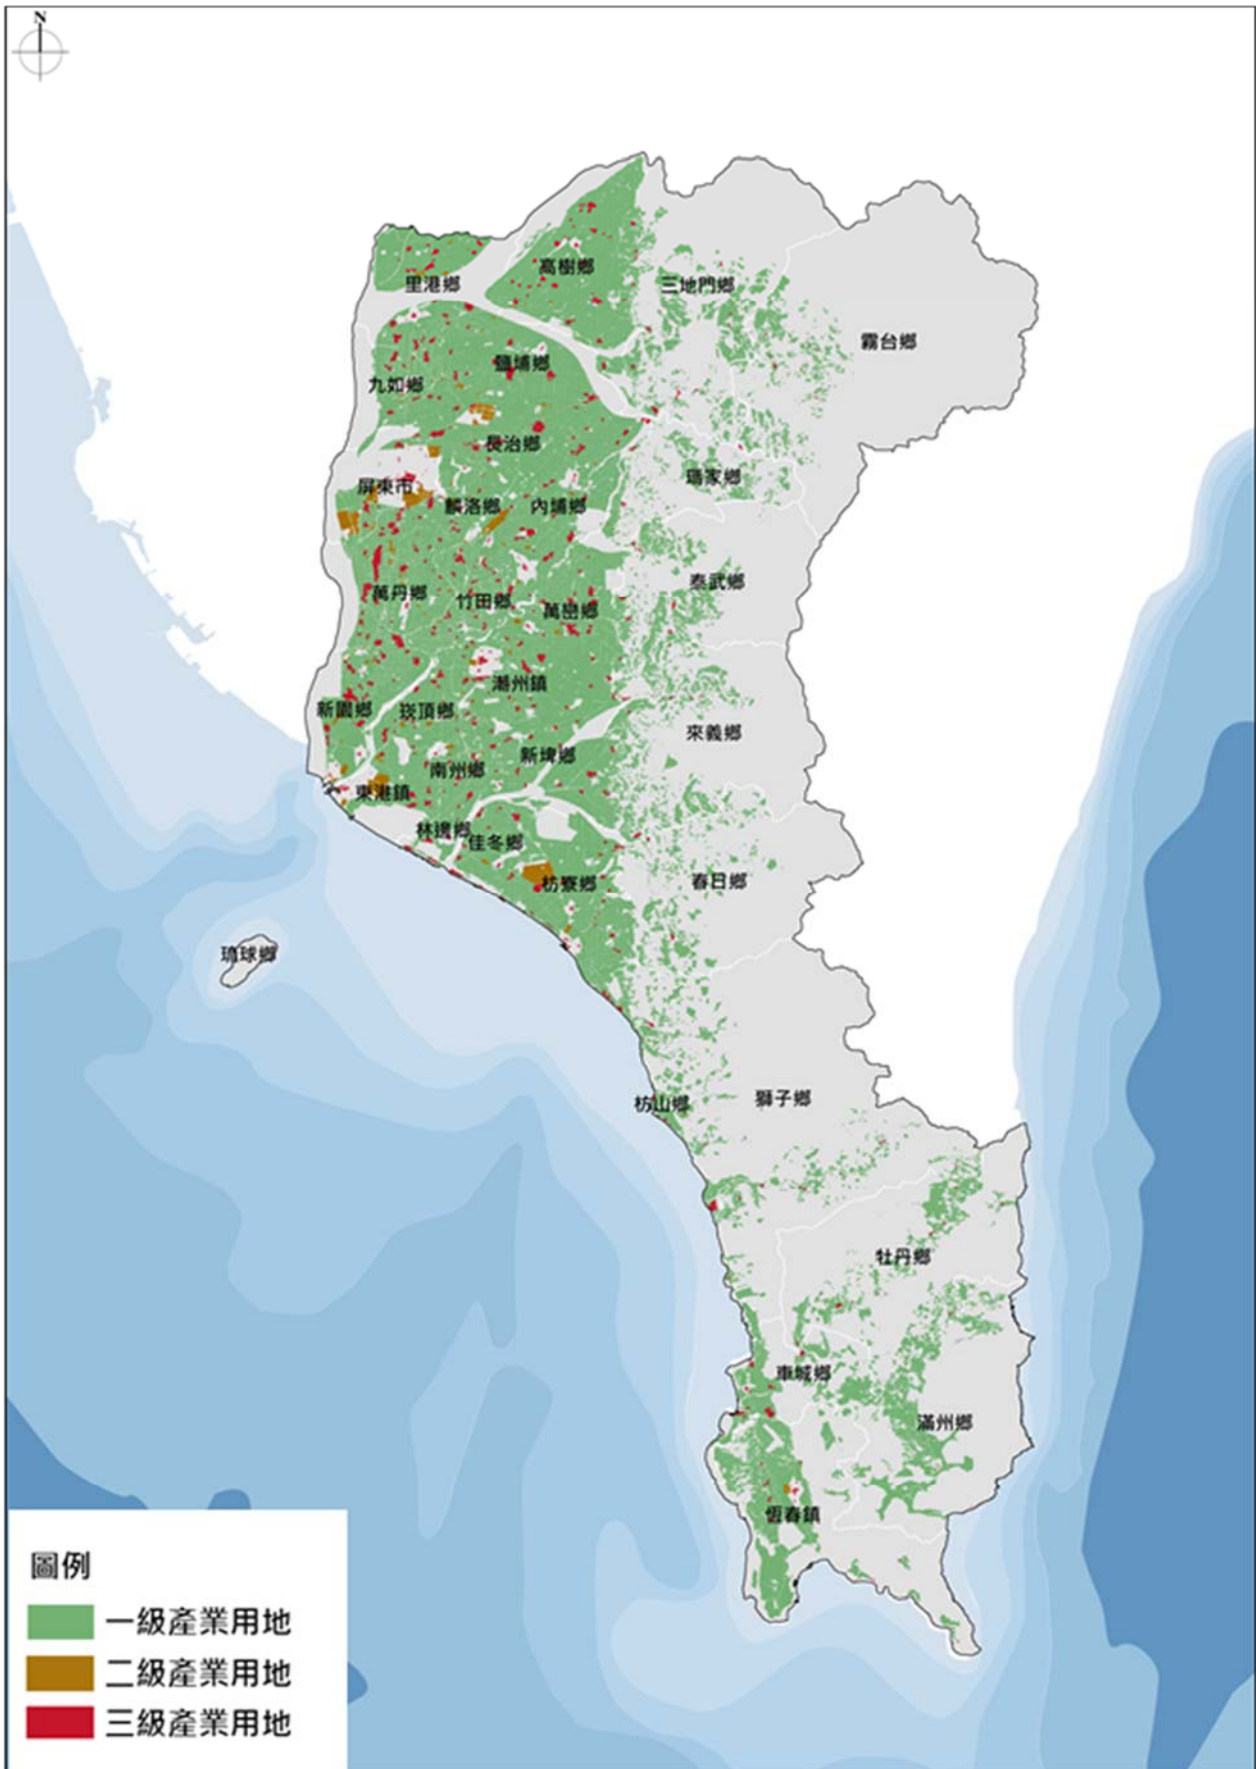 N
高樹鄉
里港鄉
三地門鄉
霧台鄉
鹽埔鄉
九如鄉
長治鄉
瑪家鄉
屏東市
麟洛鄉
內埔鄉
泰武鄉
萬丹鄉
竹田鄉
萬巒鄉
潮州鎮
新園鄉
崁頂鄉
來義鄉
新埤鄉
南州鄉
東港鎮
林邊鄉
佳冬鄉
枋寮鄉
春日鄉
琉球鄉
枋山鄉
獅子鄉
牡丹鄉
車城鄉
滿州鄉
恆春鎮
圖例
一級產業用地
二級產業用地
三級產業用地